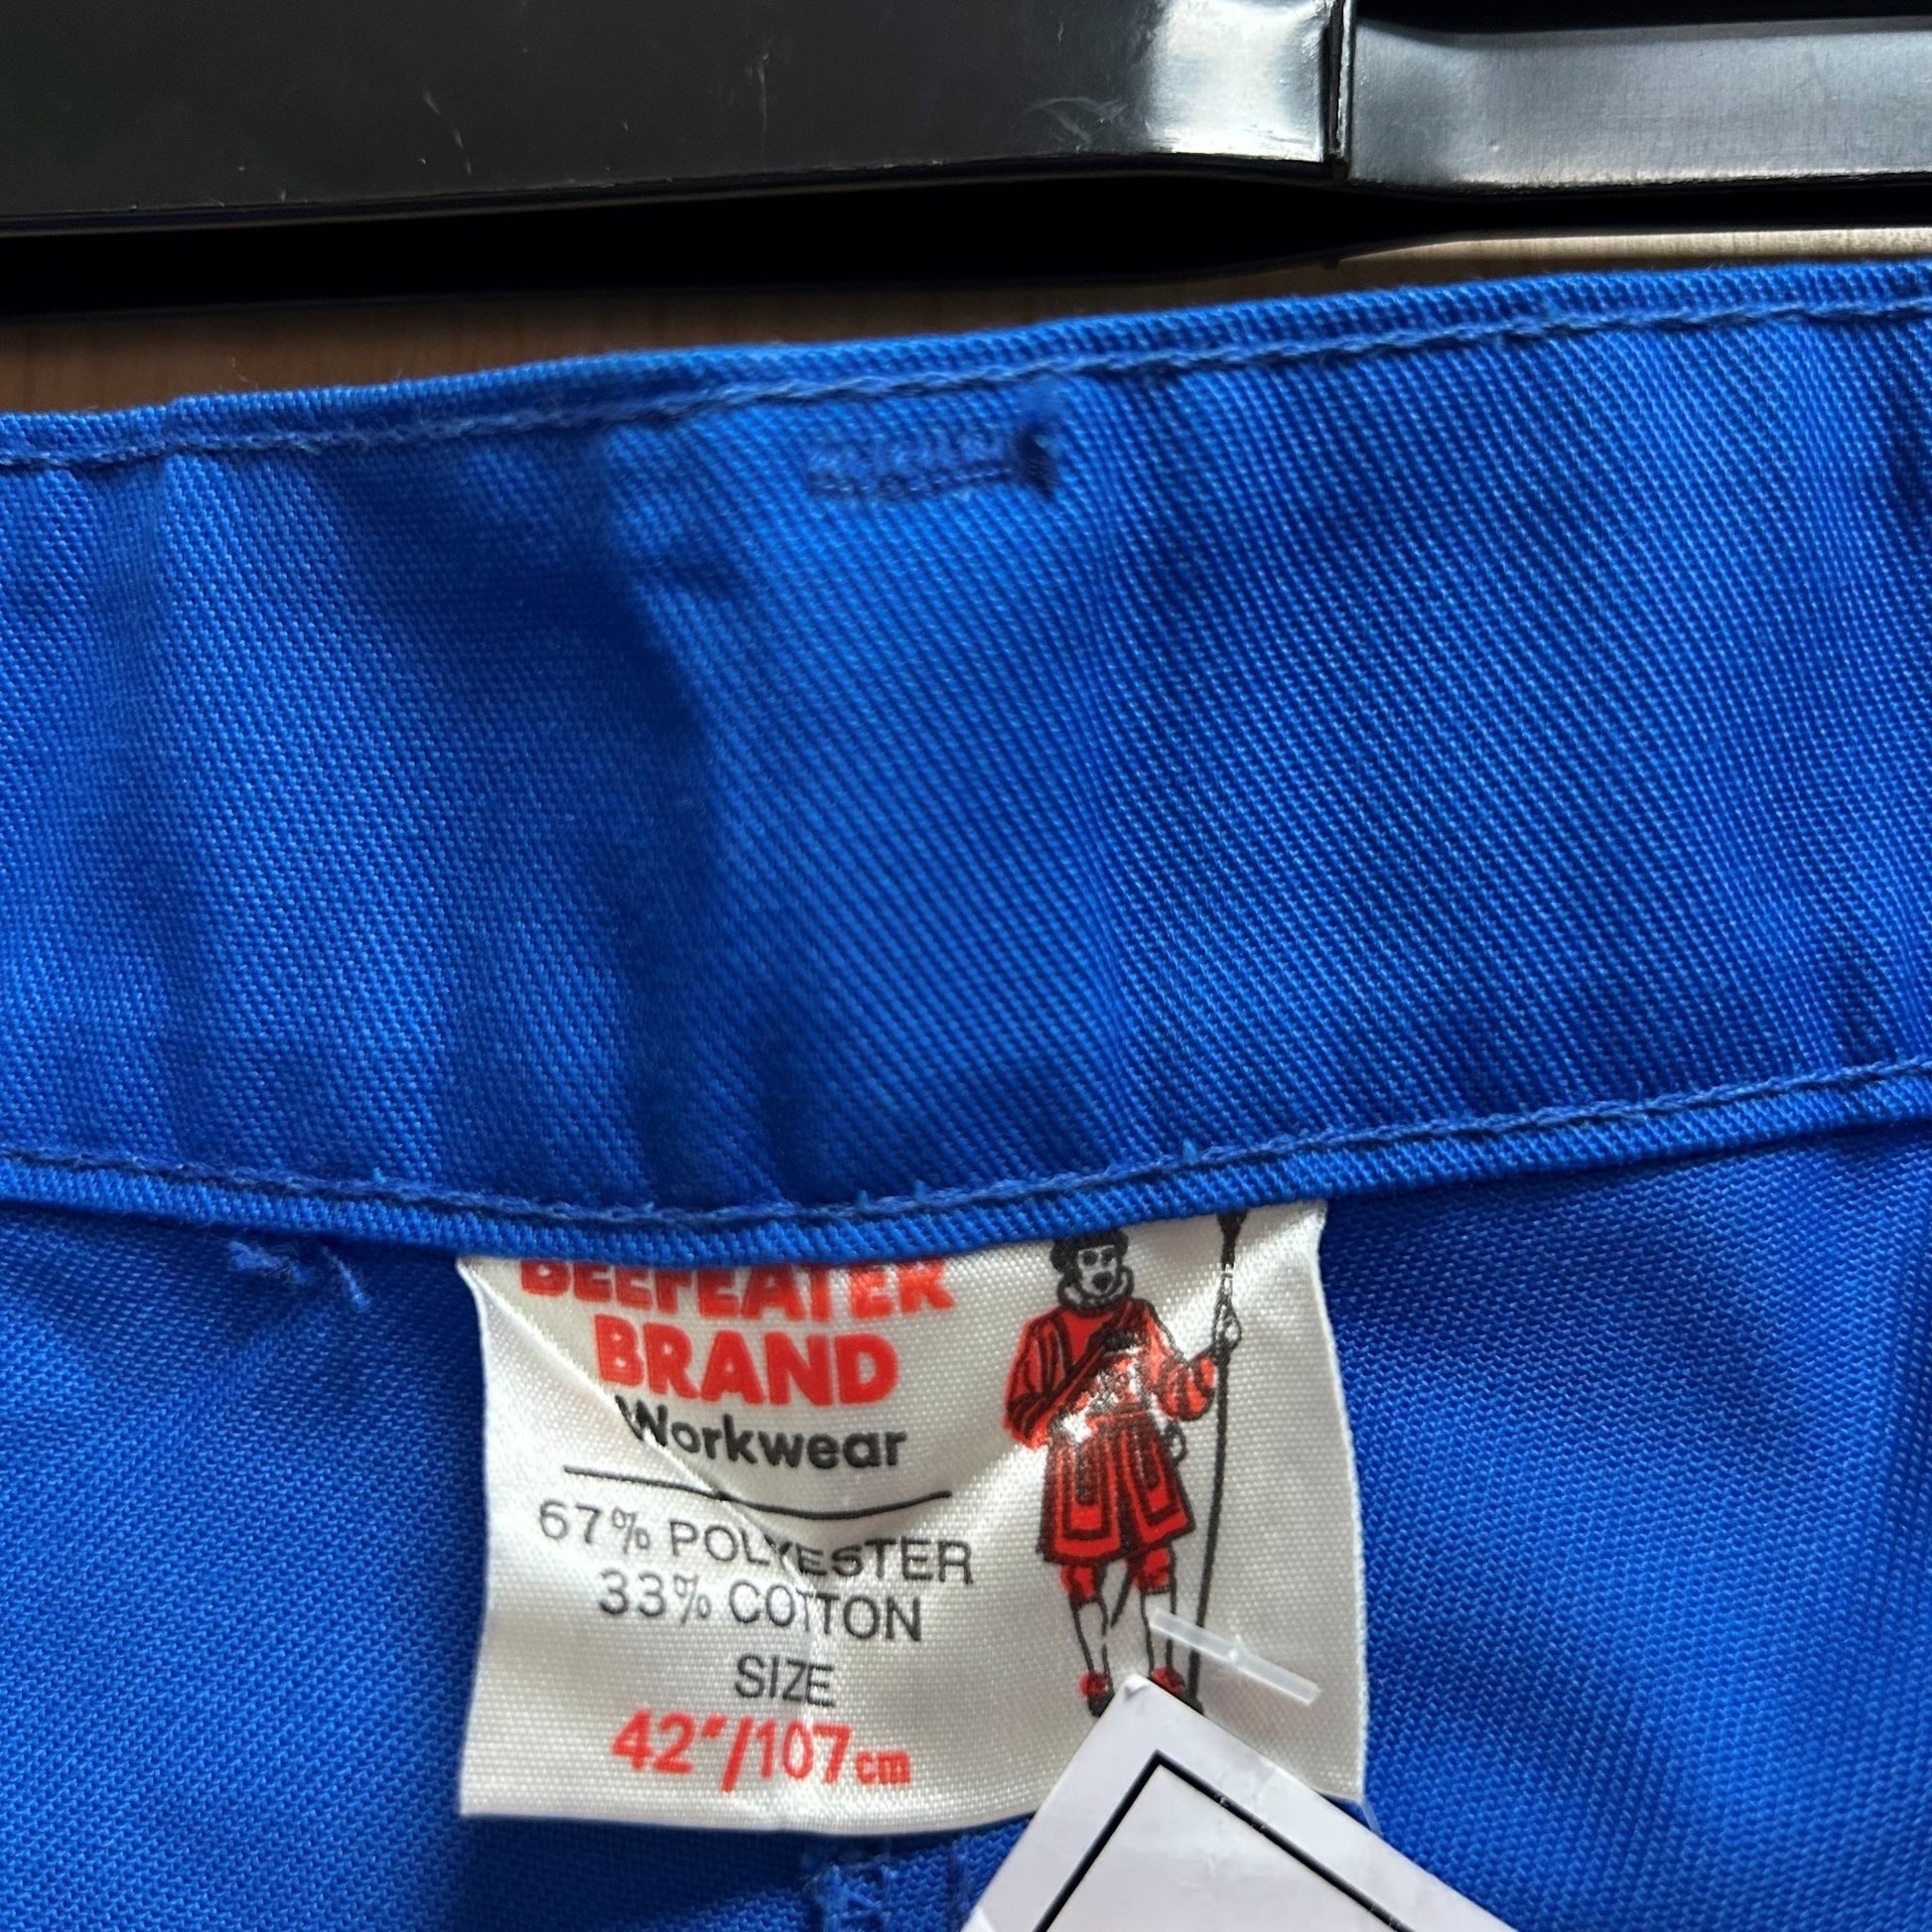 BEEFEATER
BRAND
Workwear
67% POLYESTER
33% COTTON
SIZE
42"/107cm